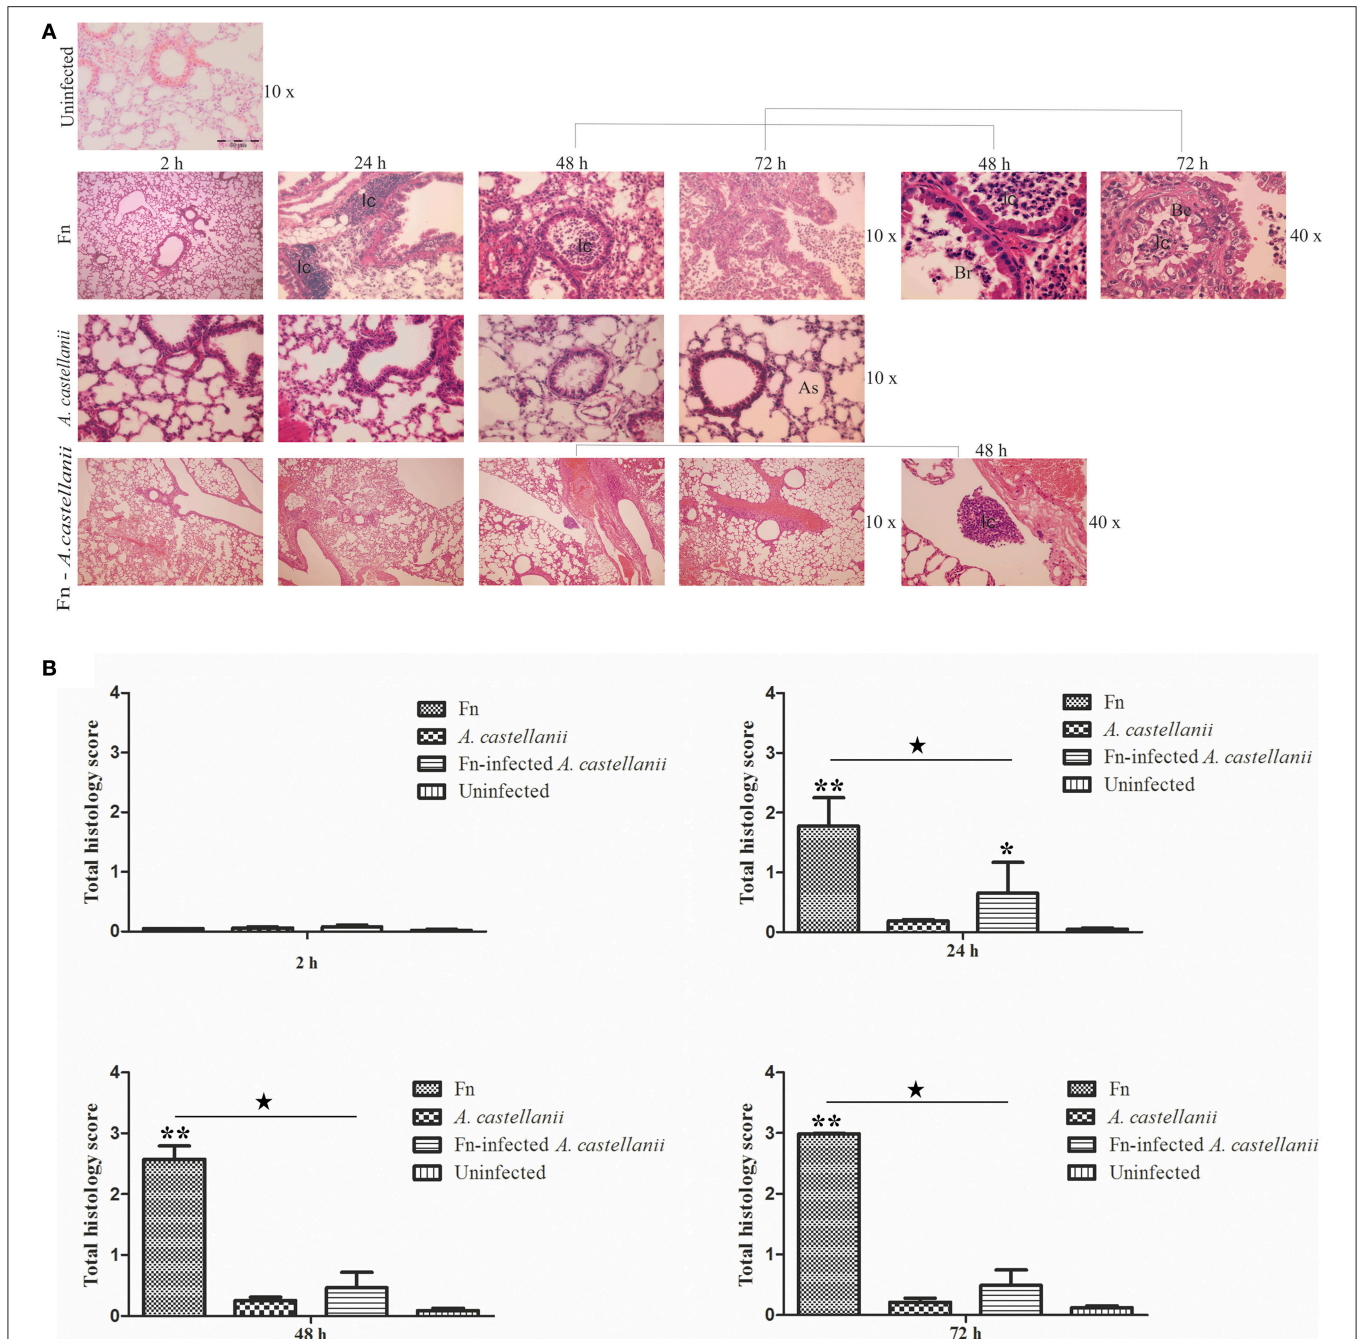 A
Uninfected
10 x
50 µm
2 h
24 h
48 h
72 h
48 h
72 h
Fn
Ic
Ic
Ic
10 x
Ic
Br
Be
Ic
40 x
A. castellanii
As
10 x
Fn - A.castellanii
48 h
10 x
Ic
40 x
B
Total histology score
4
3
2
1
0
Fn
A. castellanii
Fn-infected A. castellanii
Uninfected
2 h
Total histology score
4
3
2
1
0
★
**
*
Fn
A. castellanii
Fn-infected A. castellanii
Uninfected
24 h
Total histology score
4
3
2
1
0
★
**
Fn
A. castellanii
Fn-infected A. castellanii
Uninfected
48 h
Total histology score
4
3
2
1
0
★
**
Fn
A. castellanii
Fn-infected A. castellanii
Uninfected
72 h